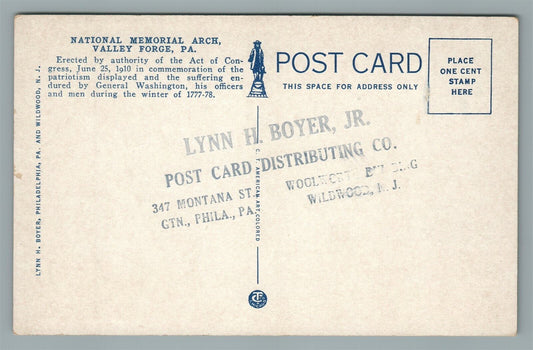 NATIONAL MEMORIAL ARCH,
VALLEY FORGE, PA.
Erected by authority of the Act of Con-
gress, June 25, 1910 in commemoration of the
patriotism displayed and the suffering en-
dured by General Washington, his officers
and men during the winter of 1777-78.
POST CARD
THIS SPACE FOR ADDRESS ONLY
PLACE
ONE CENT
STAMP
HERE
LYNN H. BOYER, JR.
POST CARD DISTRIBUTING CO.
347 MONTANA ST.
GTN., PHILA., PA.
WILDWOOD, N. J.
LYNN H. BOYER, PHILADELPHIA, PA. AND WILDWOOD, N. J.
C. T. AMERICAN ART COLORED